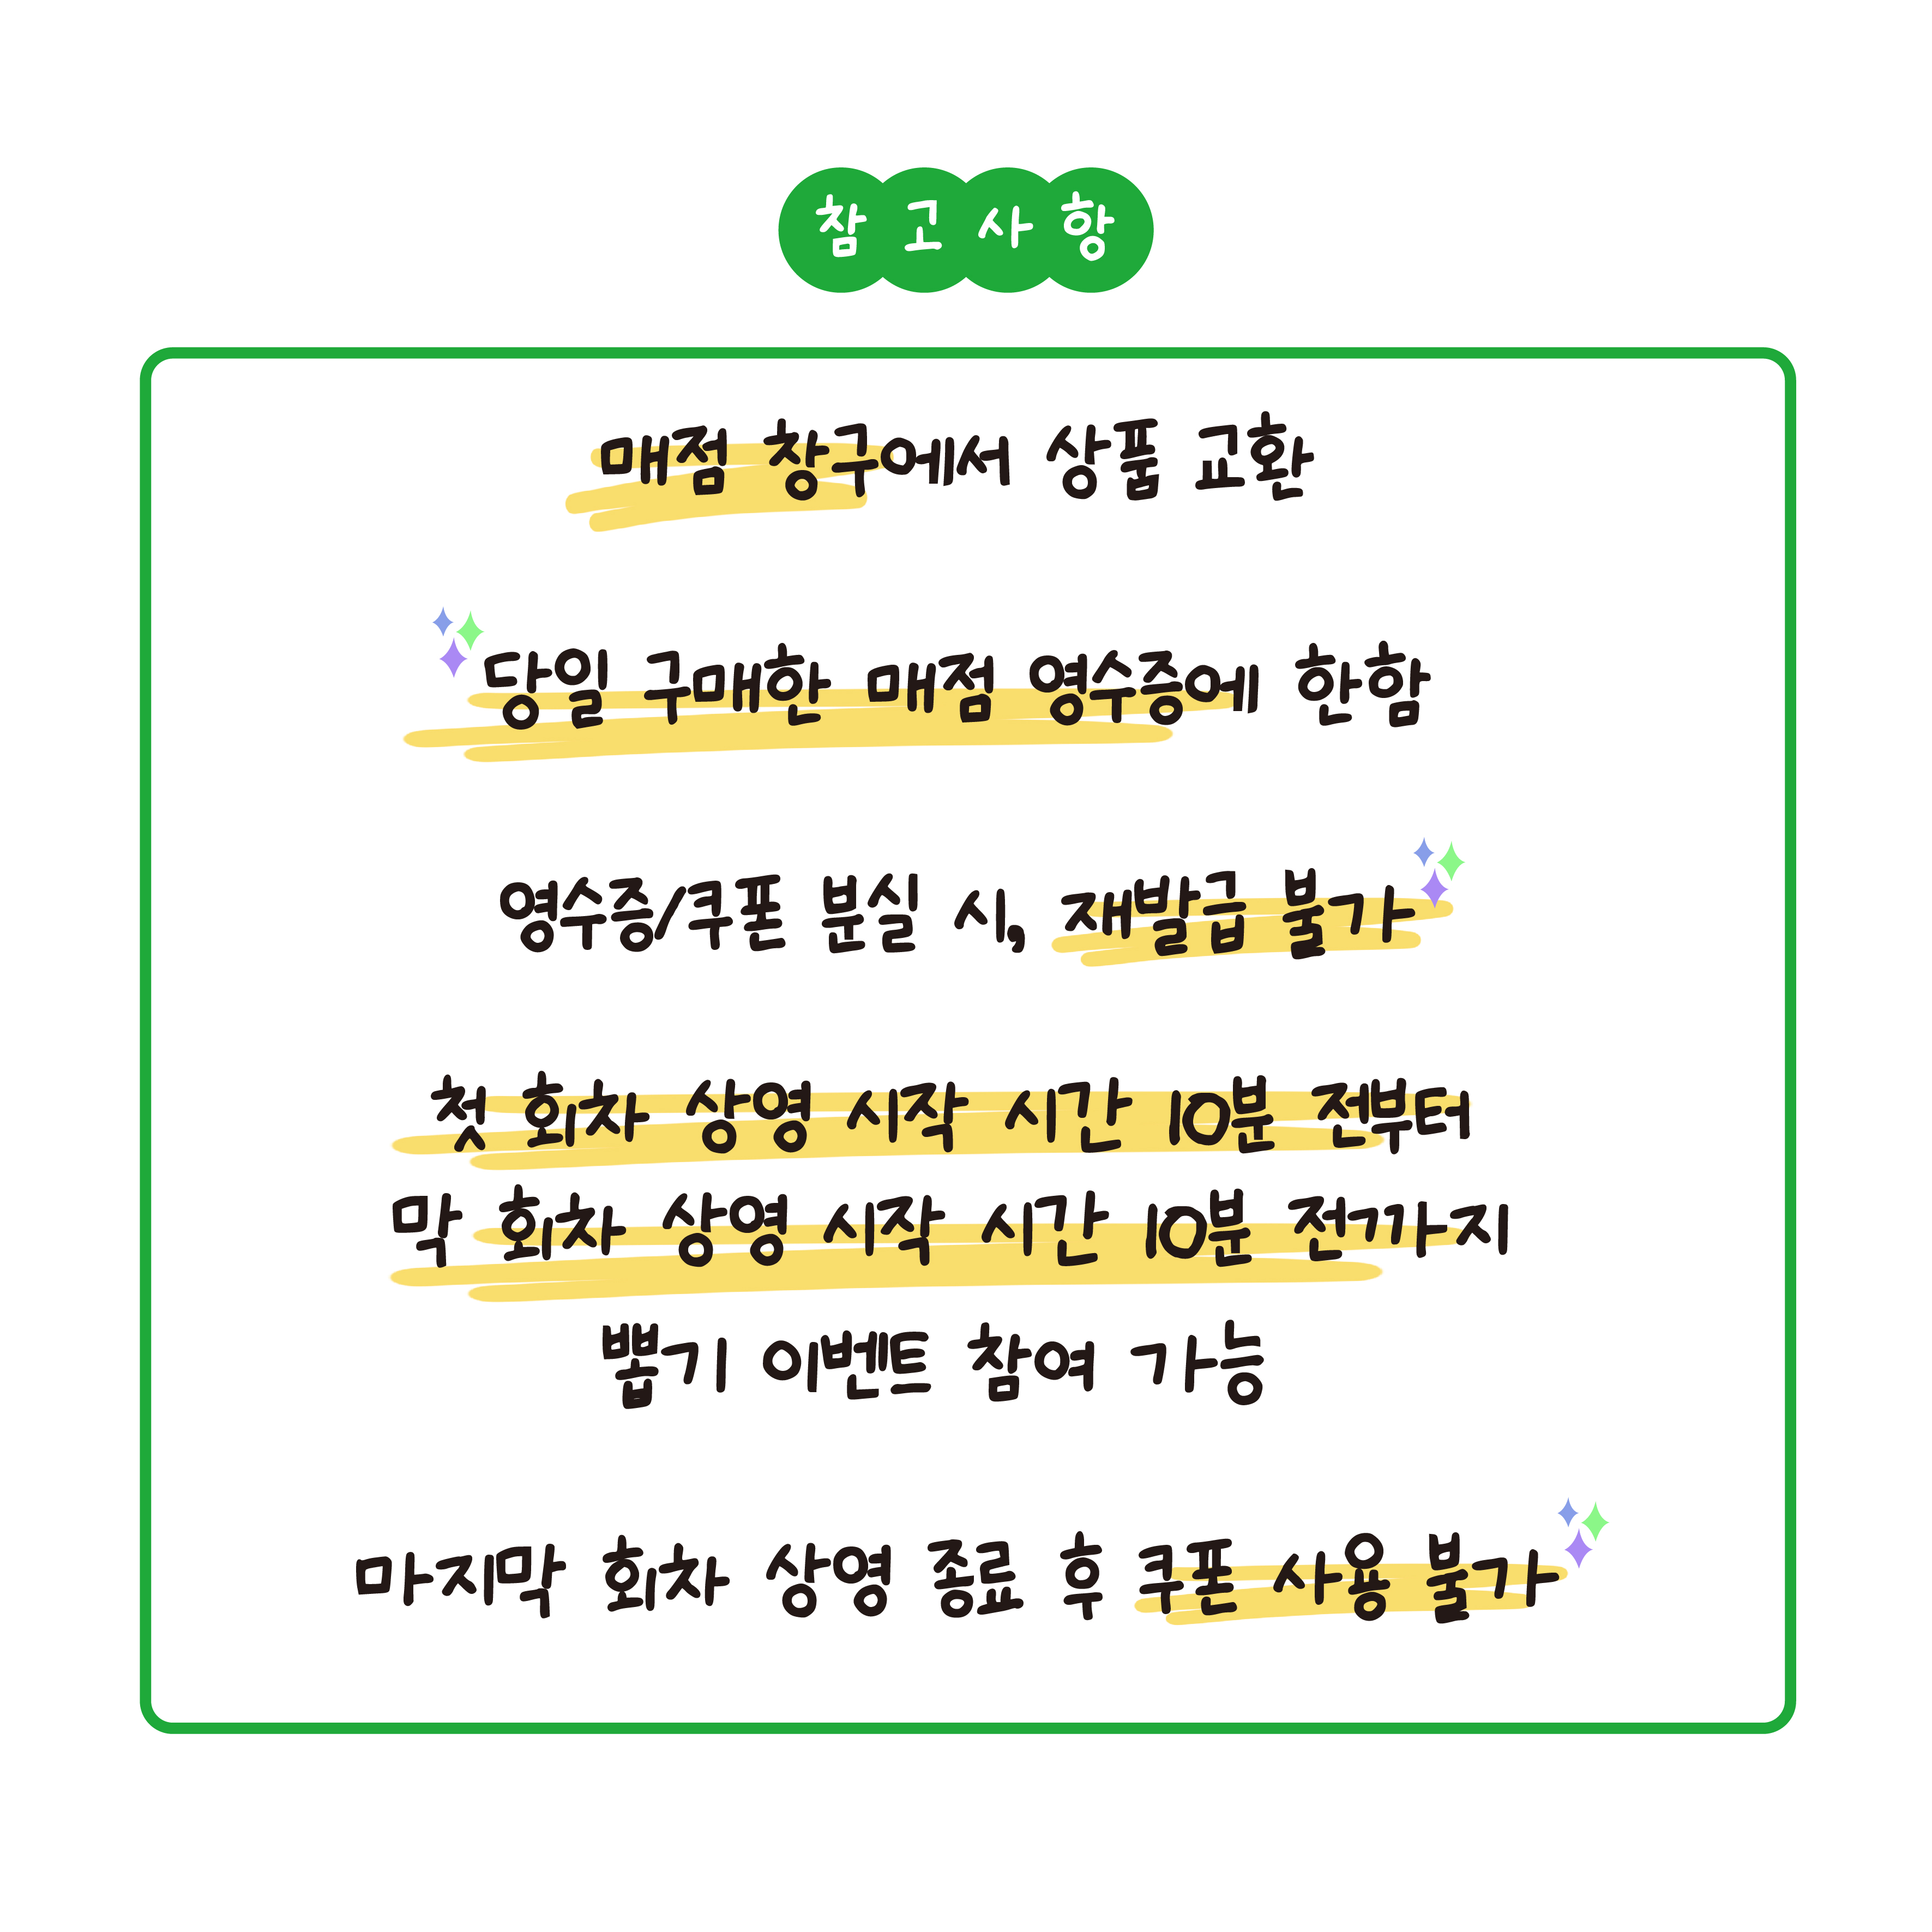 참고사항
매점 창구에서 상품 교환
당일 구매한 매점 영수증에 한함
영수증/쿠폰 분실 시, 재발급 불가
첫 회차 상영 시작 시간 10분 전부터
막 회차 상영 시작 시간 10분 전까지
뽑기 이벤트 참여 가능
마지막 회차 상영 종료 후 쿠폰 사용 불가